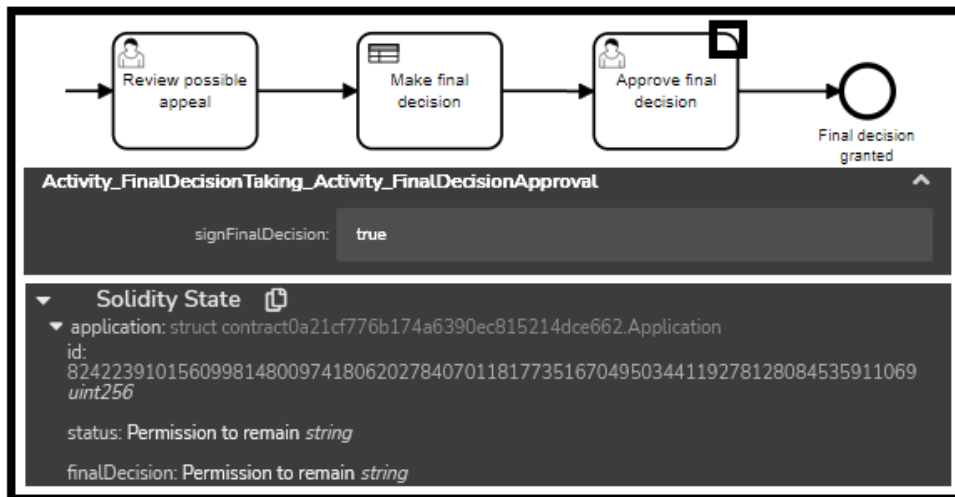 Review possible
appeal
Make final
decision
Approve final
decision
Final decision
granted
Activity_FinalDecisionTaking_Activity_FinalDecisionApproval
signFinalDecision: true
Solidity State
application: struct contract0a21cf776b174a6390ec815214dce662.Application
id:
82422391015609981480097418062027840701181773516704950344119278128084535911069
uint256
status: Permission to remain string
finalDecision: Permission to remain string